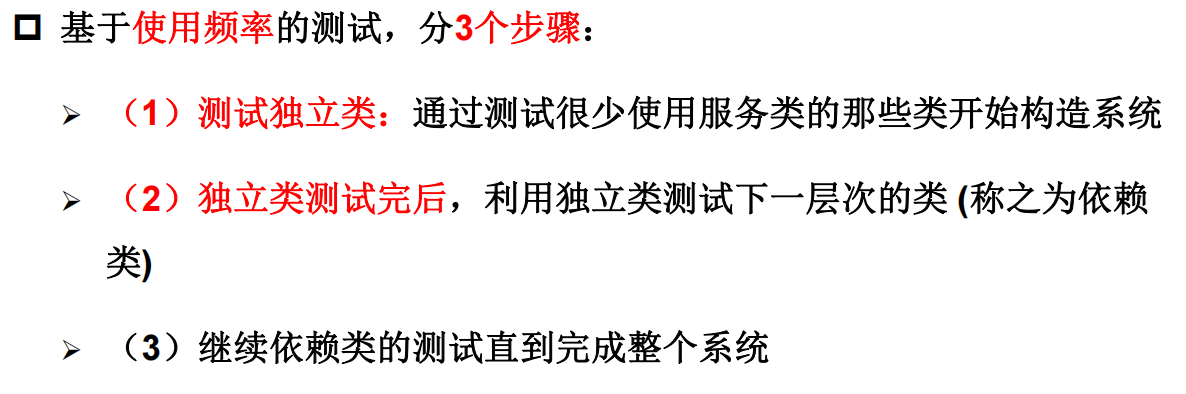 基于使用频率的测试，分3个步骤：
（1）测试独立类：通过测试很少使用服务类的那些类开始构造系统
（2）独立类测试完后，利用独立类测试下一层次的类 (称之为依赖
类)
（3）继续依赖类的测试直到完成整个系统